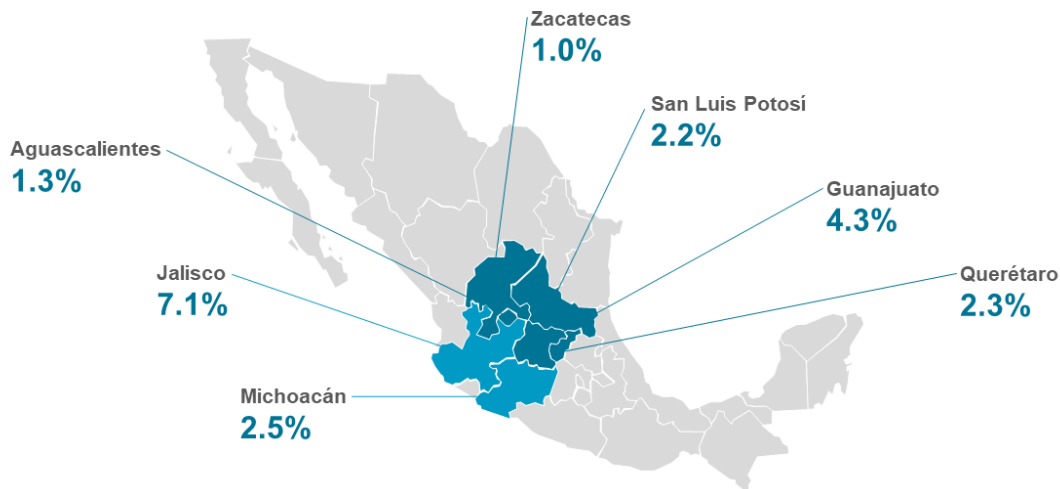 Zacatecas
1.0%
San Luis Potosí
2.2%
Aguascalientes
1.3%
Guanajuato
4.3%
Jalisco
7.1%
Querétaro
2.3%
Michoacán
2.5%